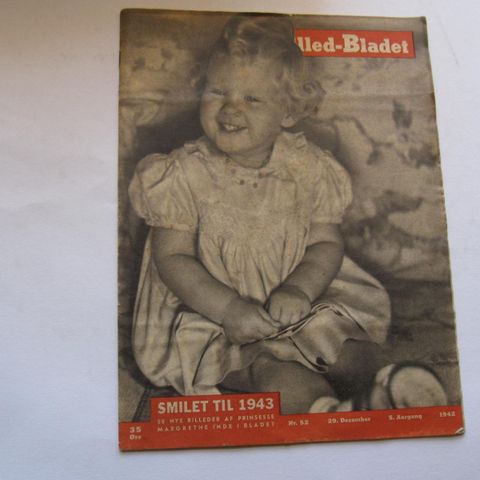 lled-Bladet
SMILET TIL 1943
SE NYE BILLEDER AF PRINSESSE
MARGRETHE INDE I BLADET
35
Øre
Nr. 52
29. December
5. Aargang
1942